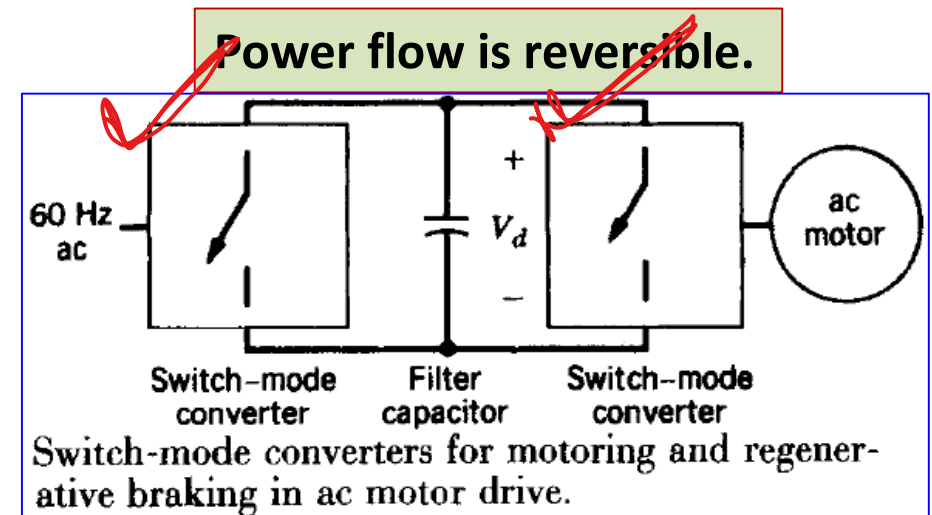 Power flow is reversible.
+
60 Hz
ac
V_d
ac
motor
−
Switch-mode
converter
Filter
capacitor
Switch-mode
converter
Switch-mode converters for motoring and regener-
ative braking in ac motor drive.